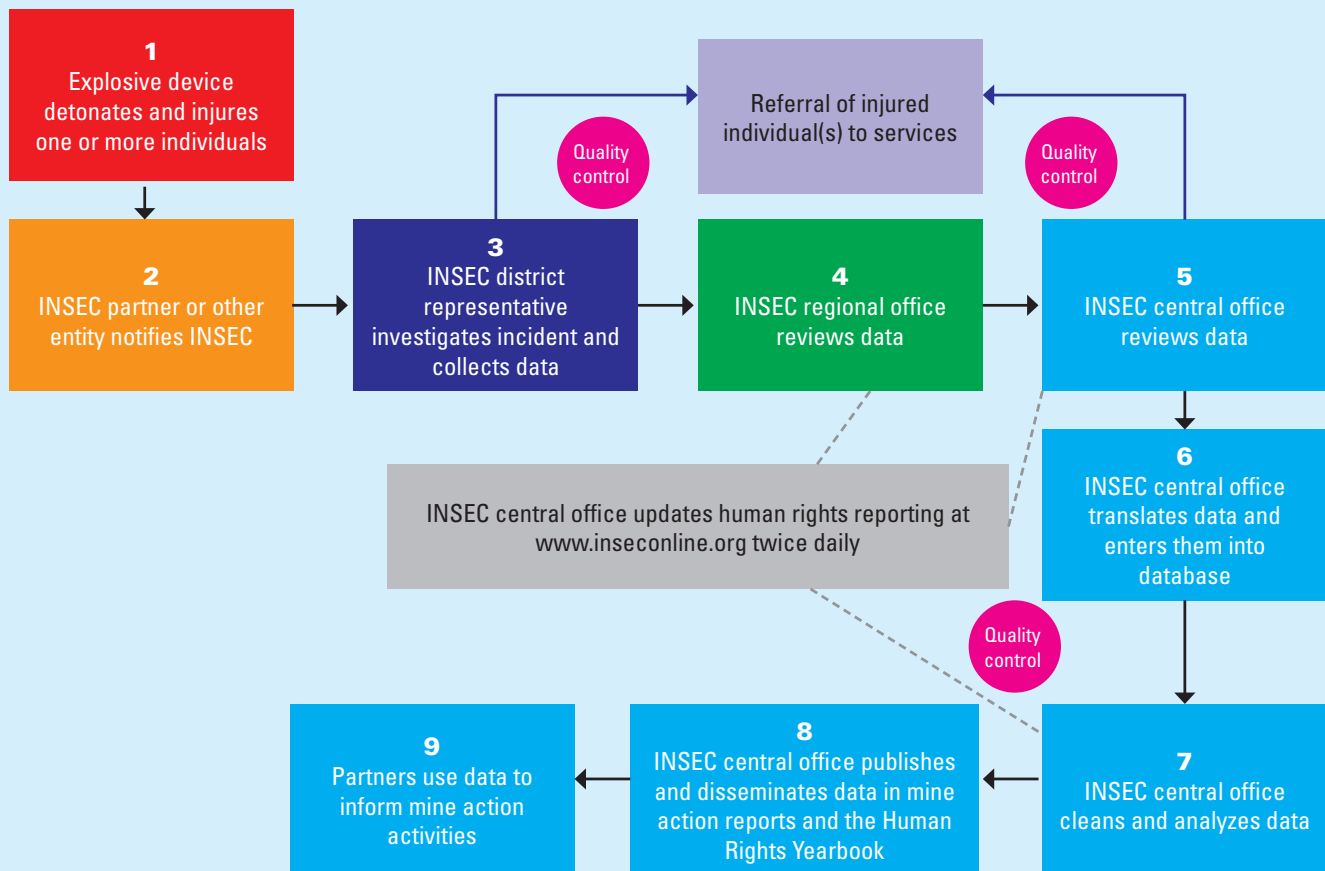 1
Explosive device
detonates and injures
one or more individuals
Referral of injured
individual(s) to services
Quality
control
Quality
control
2
INSEC partner or other
entity notifies INSEC
3
INSEC district
representative
investigates incident and
collects data
4
INSEC regional office
reviews data
5
INSEC central office
reviews data
6
INSEC central office
translates data and
enters them into
database
INSEC central office updates human rights reporting at
www.inseconline.org twice daily
Quality
control
9
Partners use data to
inform mine action
activities
8
INSEC central office publishes
and disseminates data in mine
action reports and the Human
Rights Yearbook
7
INSEC central office
cleans and analyzes data